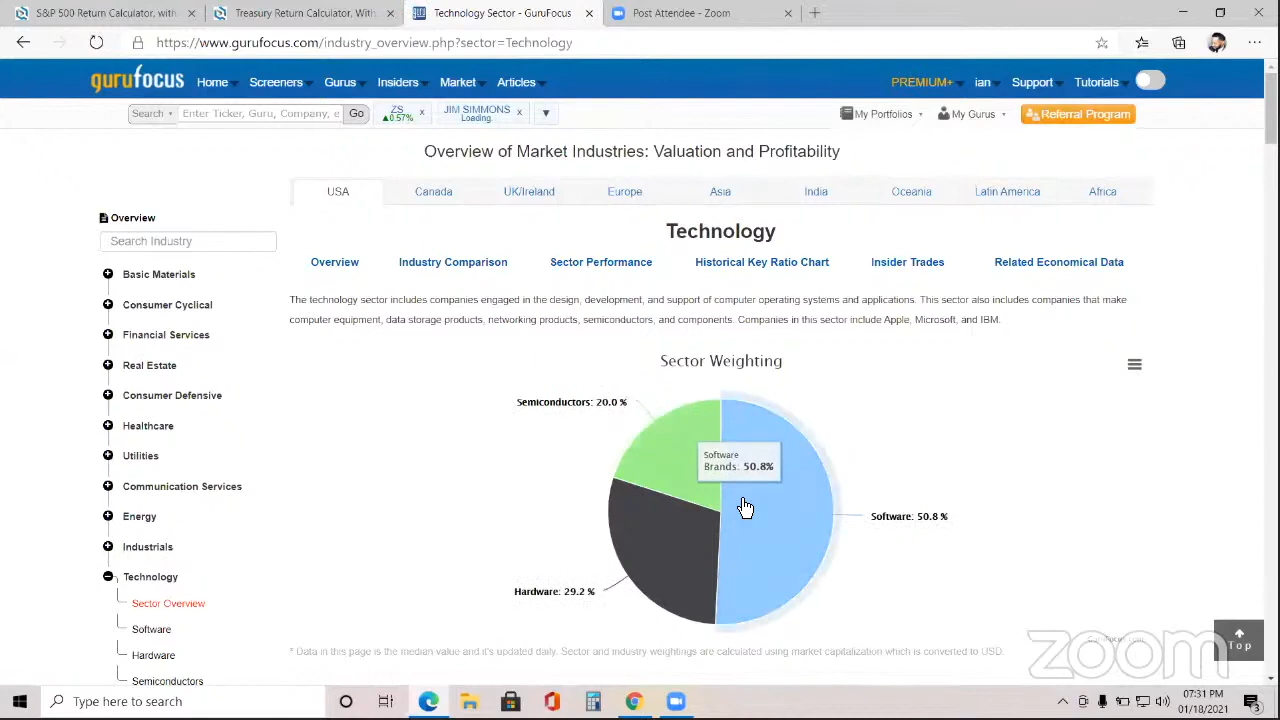 S&P 500 Return Calculator, with
Treasury Calculator, With
Technology Sector - GuruFocus
Post Attendee - Zoom
https://www.gurufocus.com/industry_overview.php?sector=Technology
gurufocus
Home
Screeners
Gurus
Insiders
Market
Articles
PREMIUM+
ian
Support
Tutorials
Search
Enter Ticker, Guru, Company, e
Go
ZS
▲0.57%
JIM SIMMONS
Loading.
My Portfolios
My Gurus
Referral Program
Overview of Market Industries: Valuation and Profitability
USA
Canada
UK/Ireland
Europe
Asia
India
Oceania
Latin America
Africa
Overview
Search Industry
Basic Materials
Consumer Cyclical
Financial Services
Real Estate
Consumer Defensive
Healthcare
Utilities
Communication Services
Energy
Industrials
Technology
Sector Overview
Software
Hardware
Semiconductors
Technology
Overview
Industry Comparison
Sector Performance
Historical Key Ratio Chart
Insider Trades
Related Economical Data
The technology sector includes companies engaged in the design, development, and support of computer operating systems and applications. This sector also includes companies that make
computer equipment, data storage products, networking products, semiconductors, and components. Companies in this sector include Apple, Microsoft, and IBM.
Sector Weighting
Semiconductors: 20.0 %
Software
Brands: 50.8%
Software: 50.8 %
Hardware: 29.2 %
GuruFocus.com
* Data in this page is the median value and it's updated daily. Sector and industry weightings are calculated using market capitalization which is converted to USD.
zoom
Top
Type here to search
07:31 PM
01/18/2021
3